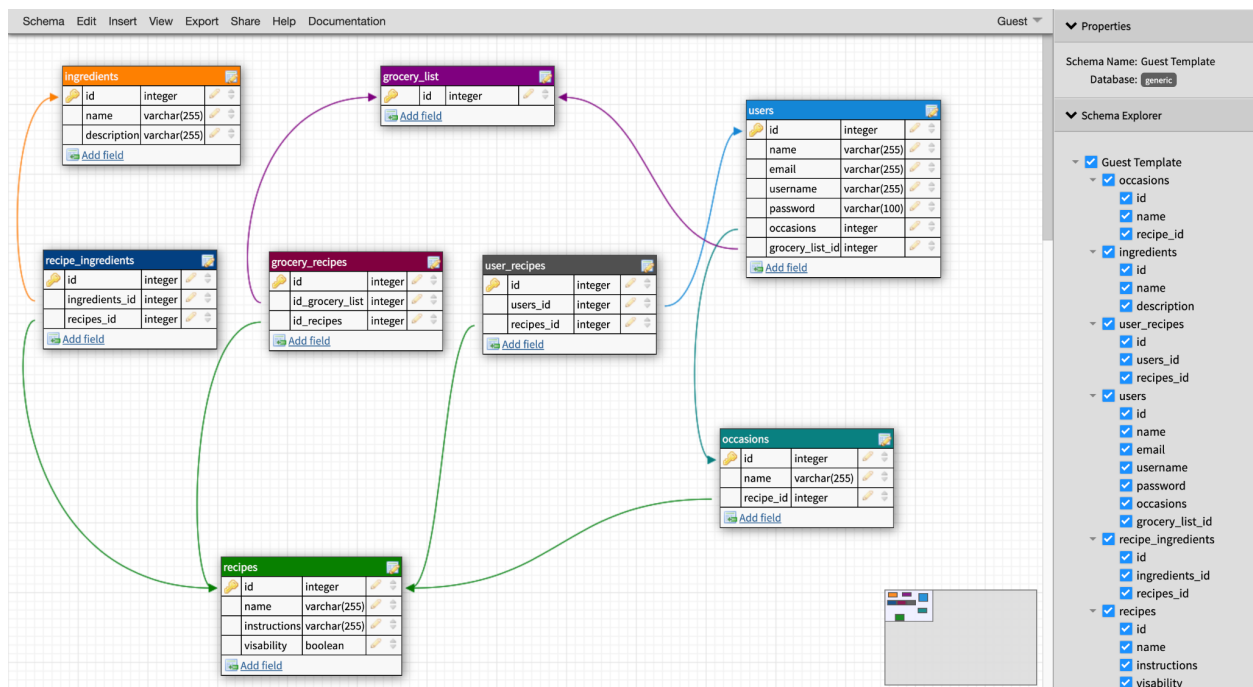 Schema Edit Insert View Export Share Help Documentation Guest
ingredients
id integer
name varchar(255)
description varchar(255)
Add field
grocery_list
id integer
Add field
users
id integer
name varchar(255)
email varchar(255)
username varchar(255)
password varchar(100)
occasions integer
grocery_list_id integer
Add field
recipe_ingredients
id integer
ingredients_id integer
recipes_id integer
Add field
grocery_recipes
id integer
id_grocery_list integer
id_recipes integer
Add field
user_recipes
id integer
users_id integer
recipes_id integer
Add field
occasions
id integer
name varchar(255)
recipe_id integer
Add field
recipes
id integer
name varchar(255)
instructions varchar(255)
visability boolean
Add field
Properties
Schema Name: Guest Template
Database: generic
Schema Explorer
Guest Template
occasions
id
name
recipe_id
ingredients
id
name
description
user_recipes
id
users_id
recipes_id
users
id
name
email
username
password
occasions
grocery_list_id
recipe_ingredients
id
ingredients_id
recipes_id
recipes
id
name
instructions
visability